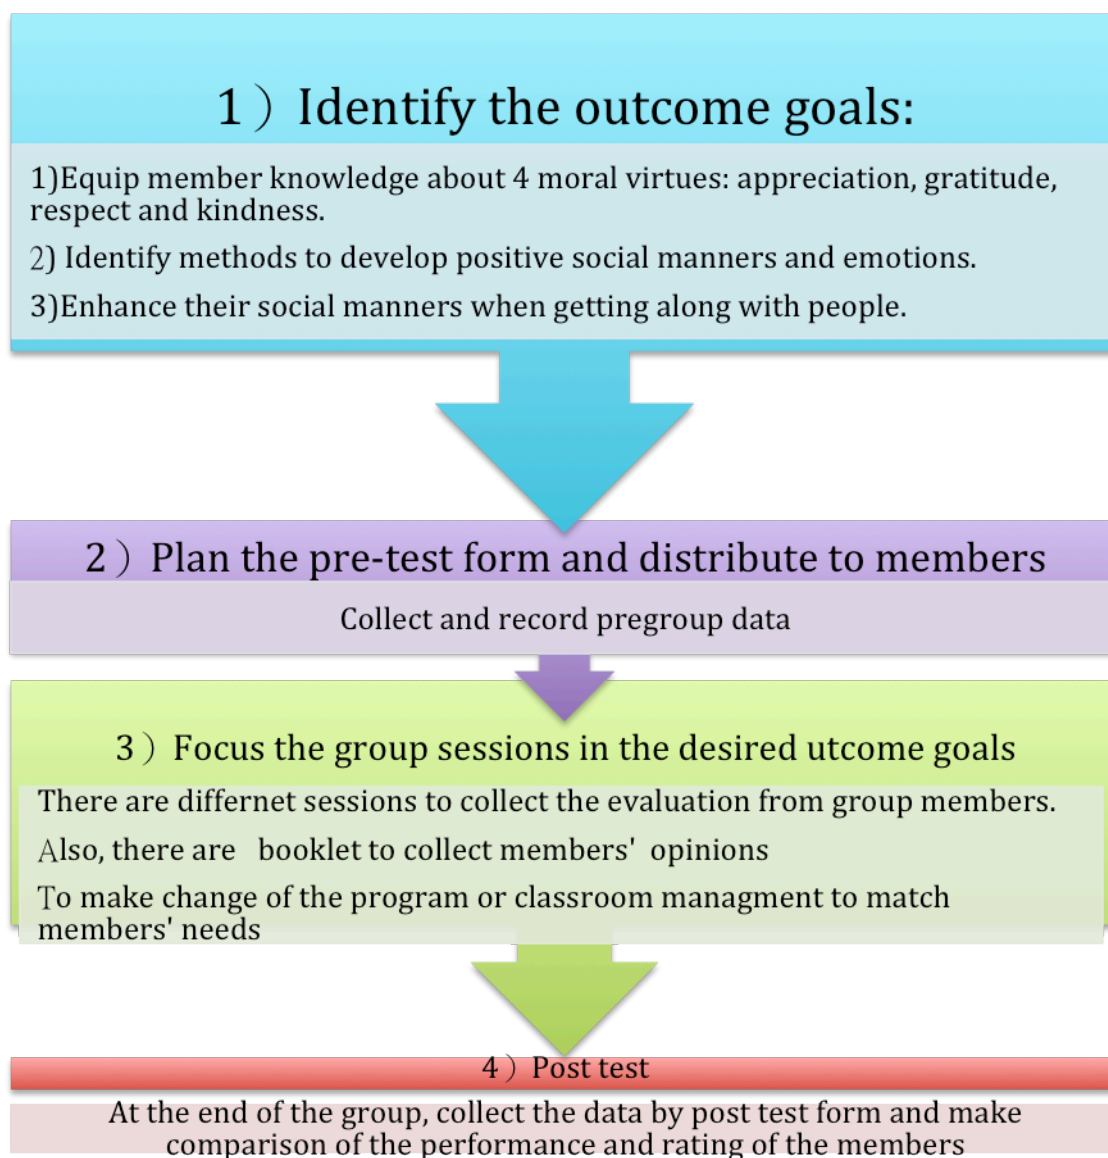 1）Identify the outcome goals:
1)Equip member knowledge about 4 moral virtues: appreciation, gratitude,
respect and kindness.
2) Identify methods to develop positive social manners and emotions.
3)Enhance their social manners when getting along with people.
2）Plan the pre-test form and distribute to members
Collect and record pregroup data
3）Focus the group sessions in the desired utcome goals
There are differnet sessions to collect the evaluation from group members.
Also, there are   booklet to collect members'  opinions
To make change of the program or classroom managment to match
members' needs
4）Post test
At the end of the group, collect the data by post test form and make
comparison of the performance and rating of the members